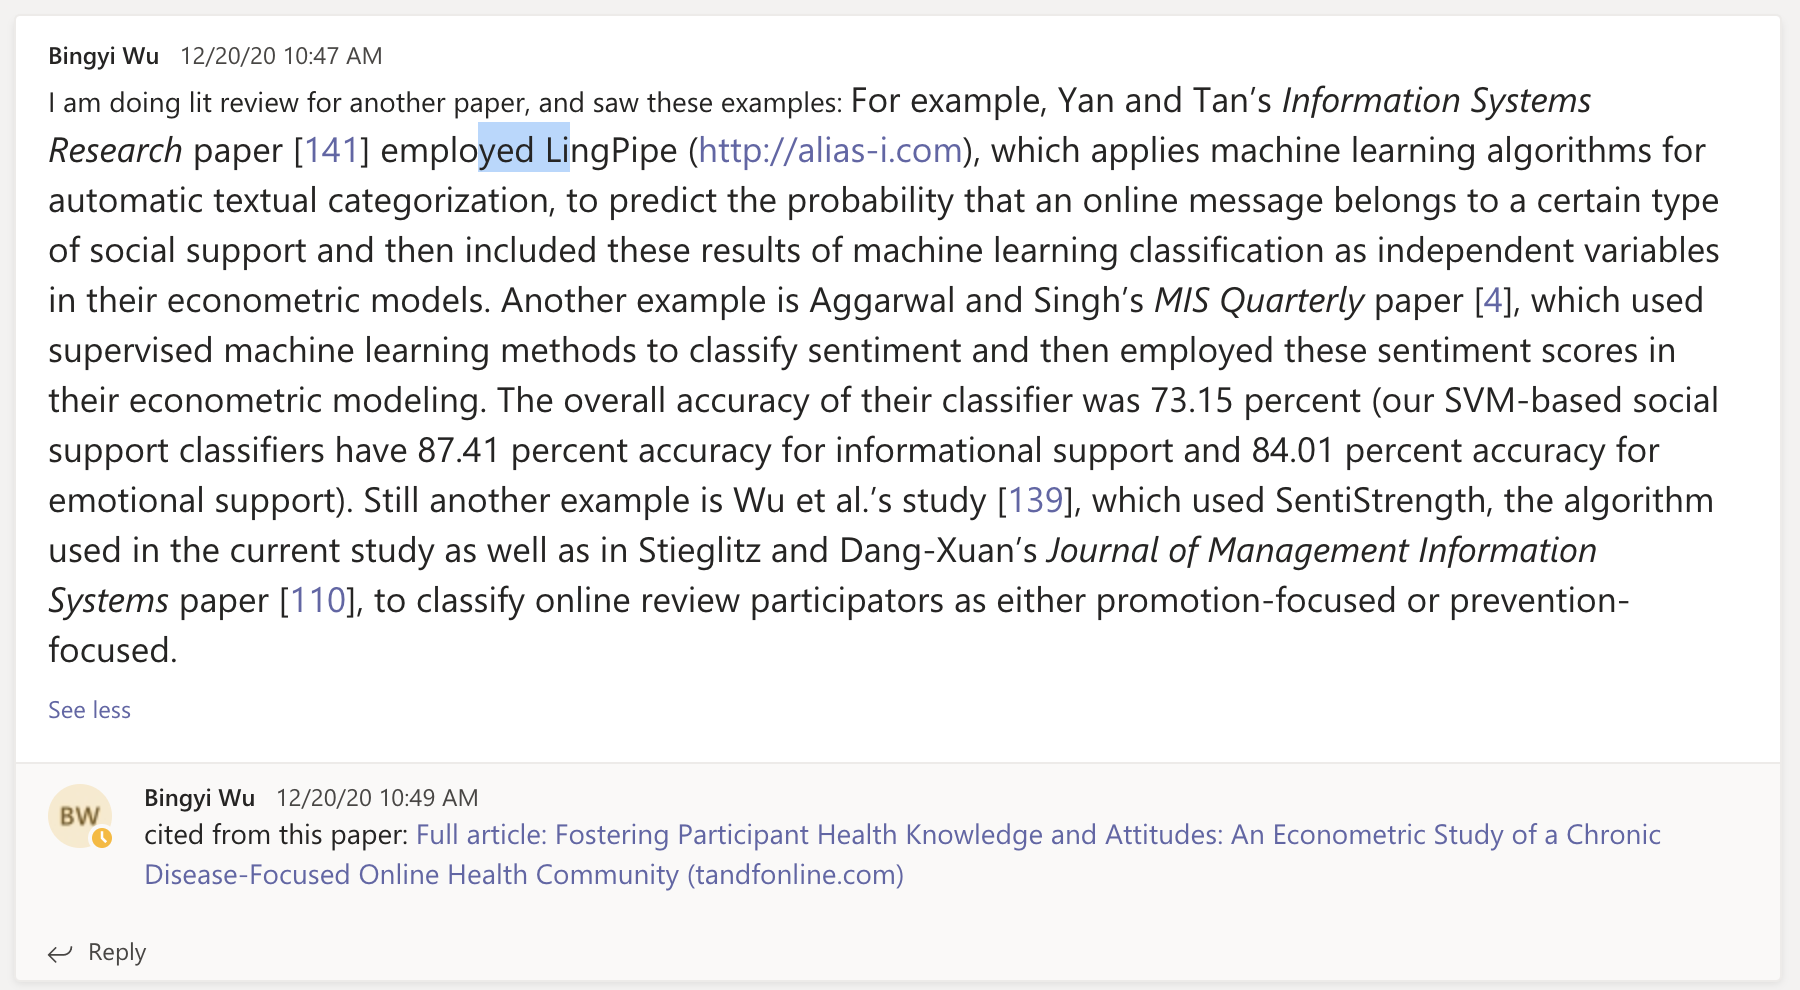 Bingyi Wu 12/20/20 10:47 AM
I am doing lit review for another paper, and saw these examples: For example, Yan and Tan’s Information Systems
Research paper [141] employed LingPipe (http://alias-i.com), which applies machine learning algorithms for
automatic textual categorization, to predict the probability that an online message belongs to a certain type
of social support and then included these results of machine learning classification as independent variables
in their econometric models. Another example is Aggarwal and Singh’s MIS Quarterly paper [4], which used
supervised machine learning methods to classify sentiment and then employed these sentiment scores in
their econometric modeling. The overall accuracy of their classifier was 73.15 percent (our SVM-based social
support classifiers have 87.41 percent accuracy for informational support and 84.01 percent accuracy for
emotional support). Still another example is Wu et al.’s study [139], which used SentiStrength, the algorithm
used in the current study as well as in Stieglitz and Dang-Xuan’s Journal of Management Information
Systems paper [110], to classify online review participators as either promotion-focused or prevention-
focused.
See less
BW
Bingyi Wu 12/20/20 10:49 AM
cited from this paper: Full article: Fostering Participant Health Knowledge and Attitudes: An Econometric Study of a Chronic
Disease-Focused Online Health Community (tandfonline.com)
Reply